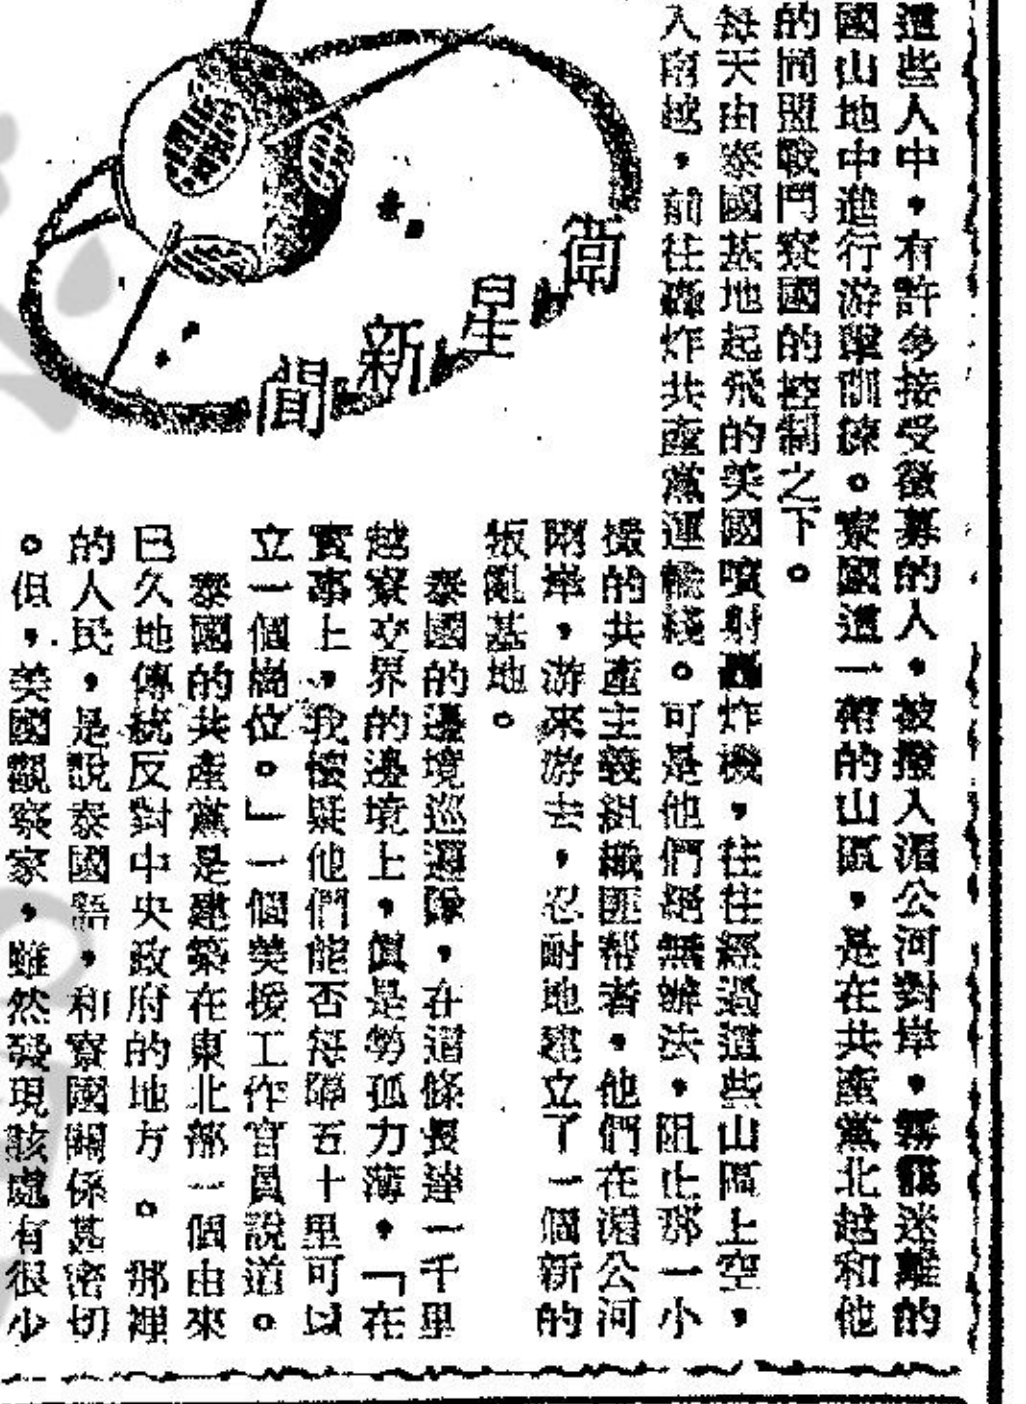 這些人中，有許多接受徵募的人，被撥入湄公河對岸，霧靄迷離的
國山地中進行游擊訓練。寮國這一帶的山區，是在共產黨北越和他
的同盟戰鬥寮國的控制之下。
每天由泰國基地起飛的美國噴射轟炸機，往往經過這些山區上空，
入南越，前往轟炸共產黨運輸綫。可是他們絕無辦法，阻止那一小
撮的共產主義組織匪幫者，他們在湄公河
兩岸，游來游去，忍耐地建立了一個新的
叛亂基地。
泰國的邊境巡邏隊，在這條長達一千里
越寮交界的邊境上，眞是勞孤力薄，「在
實事上，我懷疑他們能否每隔五十里可以
立一個崗位。」一個美援工作官員說道。
泰國的共產黨是建築在東北部一個由來
已久地傳統反對中央政府的地方。那裡
的人民，是說泰國語，和寮國關係甚密切
。但，美國觀察家，雖然發現該處有很少
衛星新聞